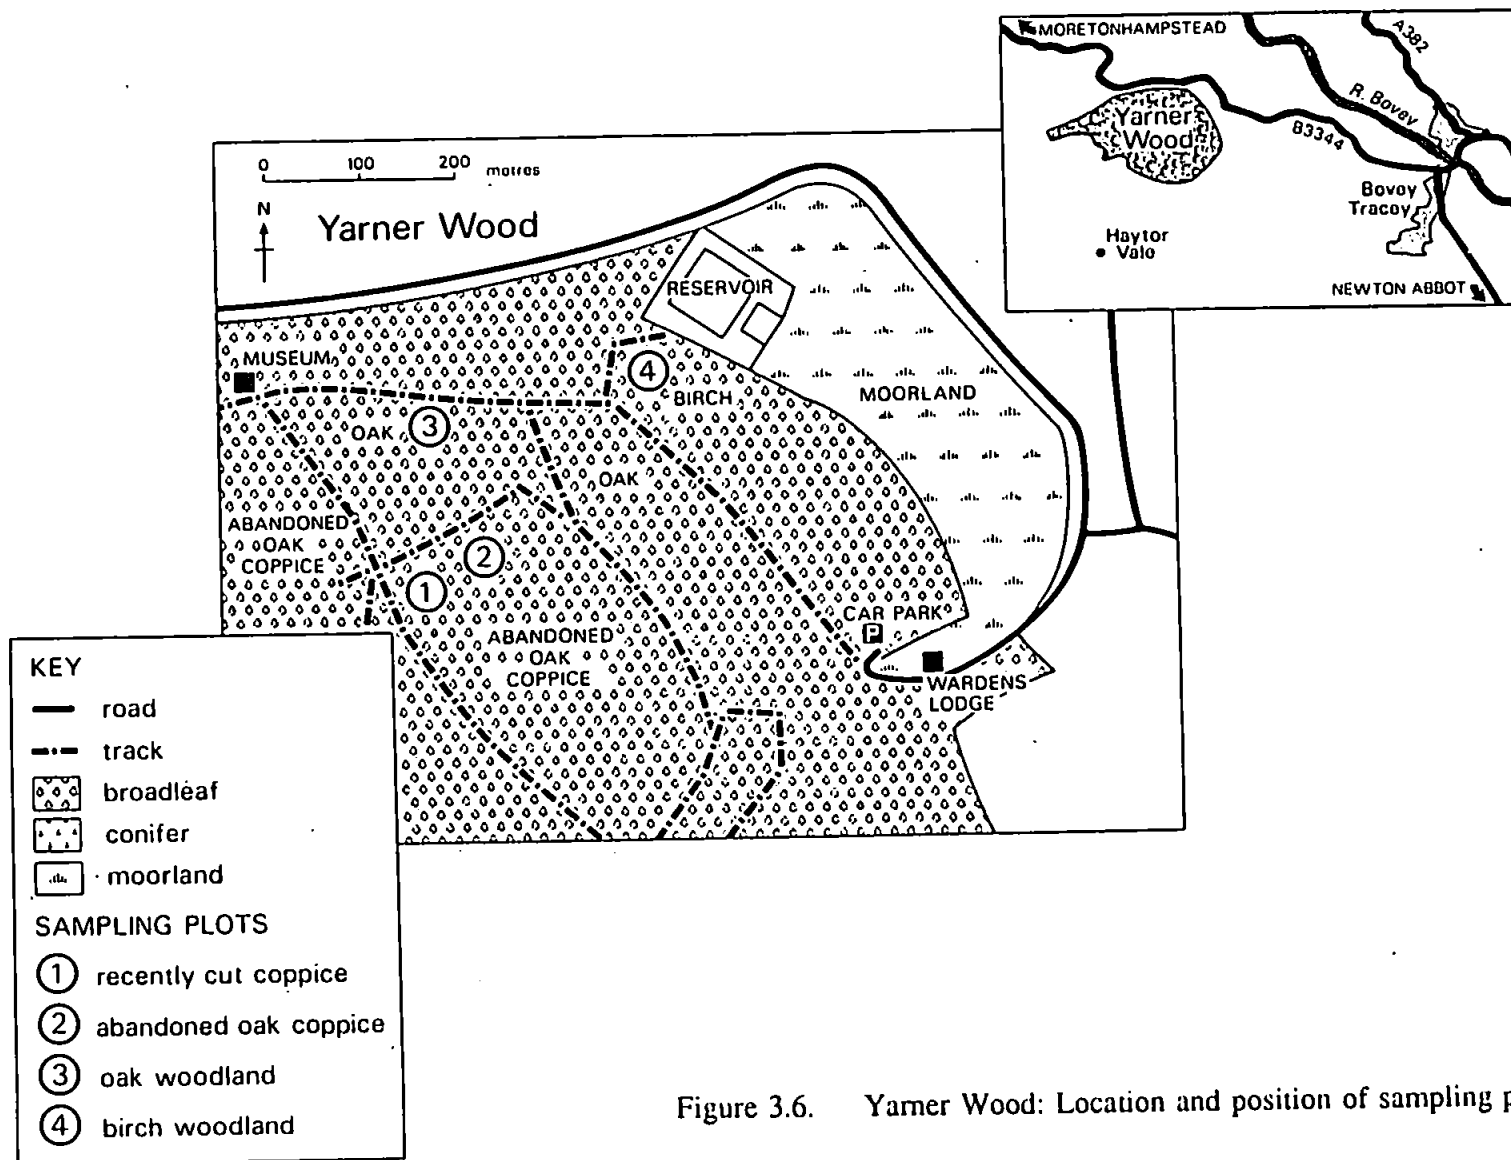 MORETONHAMPSTEAD
A382
R. Bovey
Yarner
Wood
B3344
Bovey
Tracey
Haytor
Vale
NEWTON ABBOT
0 100 200 metres
N
Yarner Wood
RESERVOIR
MUSEUM
4
BIRCH
MOORLAND
OAK
3
OAK
ABANDONED
OAK
COPPICE
2
1
CAR PARK
P
ABANDONED
OAK
COPPICE
WARDENS
LODGE
KEY
road
track
broadleaf
conifer
moorland
SAMPLING PLOTS
1 recently cut coppice
2 abandoned oak coppice
3 oak woodland
4 birch woodland
Figure 3.6. Yarner Wood: Location and position of sampling p